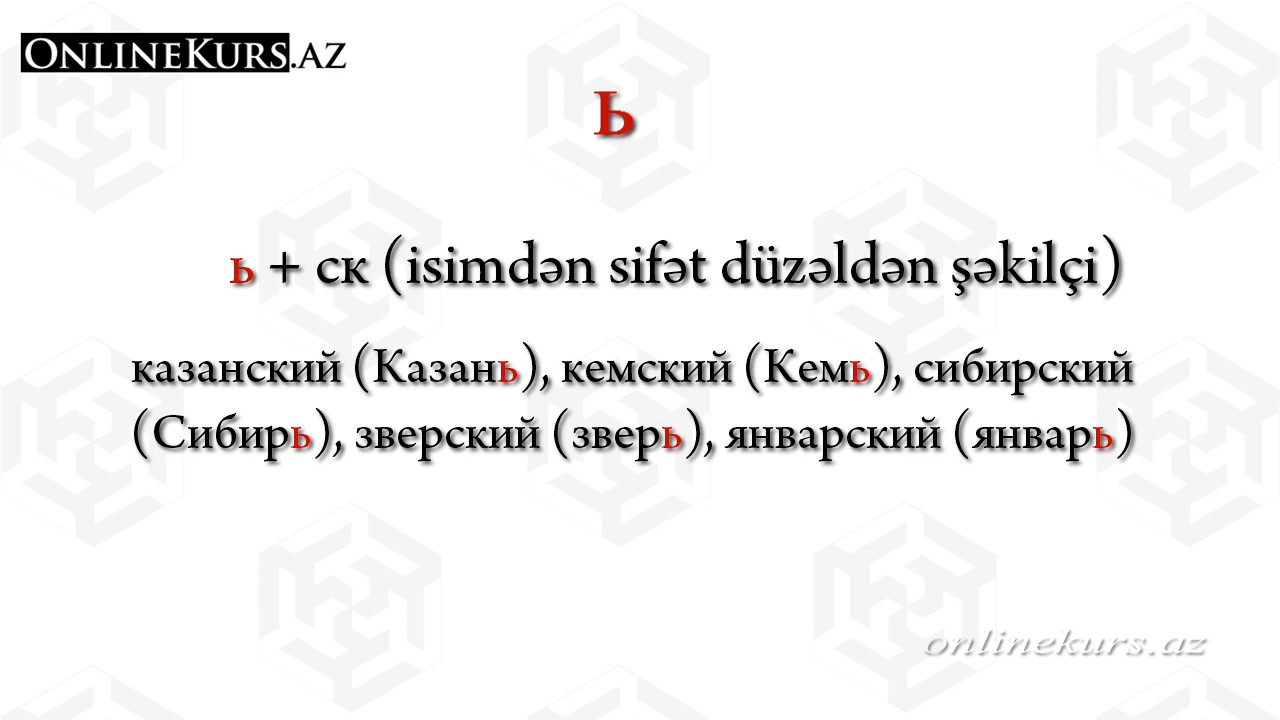 ONLINEKURS.AZ
Ь
ь + ск (isimdən sifət düzəldən şəkilçi)
казанский (Казань), кемский (Кемь), сибирский
(Сибирь), зверский (зверь), январский (январь)
onlinekurs.az